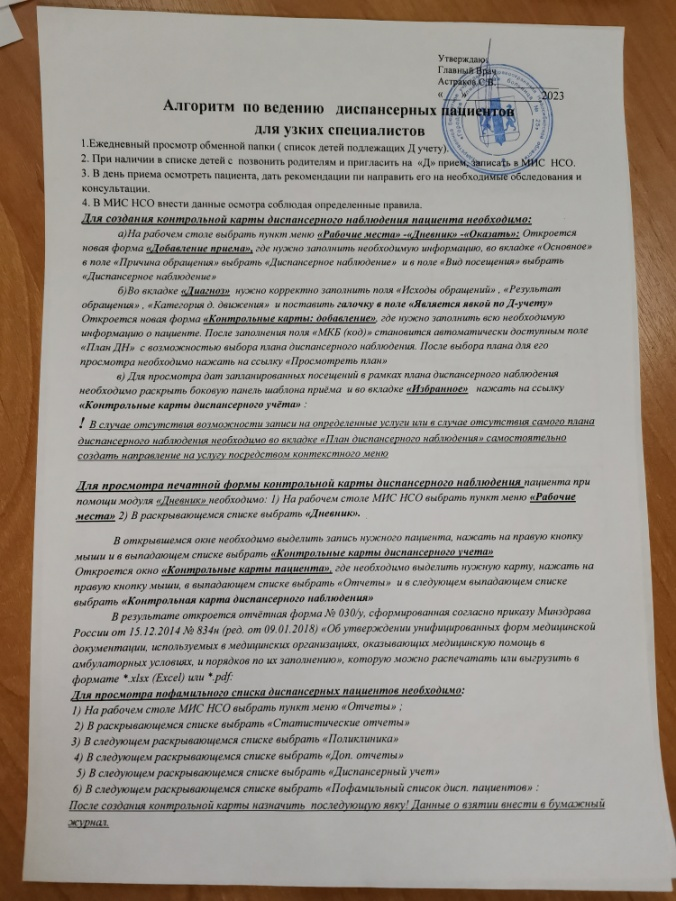 Утверждаю:
Главный Врач
Астраков С.В.
« » 2023
Алгоритм по ведению диспансерных пациентов
для узких специалистов
1.Ежедневный просмотр обменной папки ( список детей подлежащих Д учету).
2. При наличии в списке детей с позвонить родителям и пригласить на «Д» прием, записать в МИС НСО.
3. В день приема осмотреть пациента, дать рекомендации пи направить его на необходимые обследования и
консультации.
4. В МИС НСО внести данные осмотра соблюдая определенные правила.
Для создания контрольной карты диспансерного наблюдения пациента необходимо:
а)На рабочем столе выбрать пункт меню «Рабочие места» -«Дневник» -«Оказать»: Откроется
новая форма «Добавление приема», где нужно заполнить необходимую информацию, во вкладке «Основное»
в поле «Причина обращения» выбрать «Диспансерное наблюдение» и в поле «Вид посещения» выбрать
«Диспансерное наблюдение»
б)Во вкладке «Диагноз» нужно корректно заполнить поля «Исходы обращений» , «Результат
обращения» , «Категория д. движения» и поставить галочку в поле «Является явкой по Д-учету»
Откроется новая форма «Контрольные карты: добавление», где нужно заполнить всю необходимую
информацию о пациенте. После заполнения поля «МКБ (код)» становится автоматически доступным поле
«План ДН» с возможностью выбора плана диспансерного наблюдения. После выбора плана для его
просмотра необходимо нажать на ссылку «Просмотреть план»
в) Для просмотра дат запланированных посещений в рамках плана диспансерного наблюдения
необходимо раскрыть боковую панель шаблона приёма и во вкладке «Избранное» нажать на ссылку
«Контрольные карты диспансерного учёта» :
! В случае отсутствия возможности записи на определенные услуги или в случае отсутствия самого плана
диспансерного наблюдения необходимо во вкладке «План диспансерного наблюдения» самостоятельно
создать направление на услугу посредством контекстного меню
Для просмотра печатной формы контрольной карты диспансерного наблюдения пациента при
помощи модуля «Дневник» необходимо: 1) На рабочем столе МИС НСО выбрать пункт меню «Рабочие
места» 2) В раскрывающемся списке выбрать «Дневник».
В открывшемся окне необходимо выделить запись нужного пациента, нажать на правую кнопку
мыши и в выпадающем списке выбрать «Контрольные карты диспансерного учета»
Откроется окно «Контрольные карты пациента», где необходимо выделить нужную карту, нажать на
правую кнопку мыши, в выпадающем списке выбрать «Отчеты» и в следующем выпадающем списке
выбрать «Контрольная карта диспансерного наблюдения»
В результате откроется отчётная форма № 030/у, сформированная согласно приказу Минздрава
России от 15.12.2014 № 834н (ред. от 09.01.2018) «Об утверждении унифицированных форм медицинской
документации, используемых в медицинских организациях, оказывающих медицинскую помощь в
амбулаторных условиях, и порядков по их заполнению», которую можно распечатать или выгрузить в
формате *.xlsx (Excel) или *.pdf:
Для просмотра пофамильного списка диспансерных пациентов необходимо:
1) На рабочем столе МИС НСО выбрать пункт меню «Отчеты» ;
2) В раскрывающемся списке выбрать «Статистические отчеты»
3) В следующем раскрывающемся списке выбрать «Поликлиника»
4) В следующем раскрывающемся списке выбрать «Доп. отчеты»
5) В следующем раскрывающемся списке выбрать «Диспансерный учет»
6) В следующем раскрывающемся списке выбрать «Пофамильный список дисп. пациентов» :
После создания контрольной карты назначить последующую явку! Данные о взятии внести в бумажный
журнал.